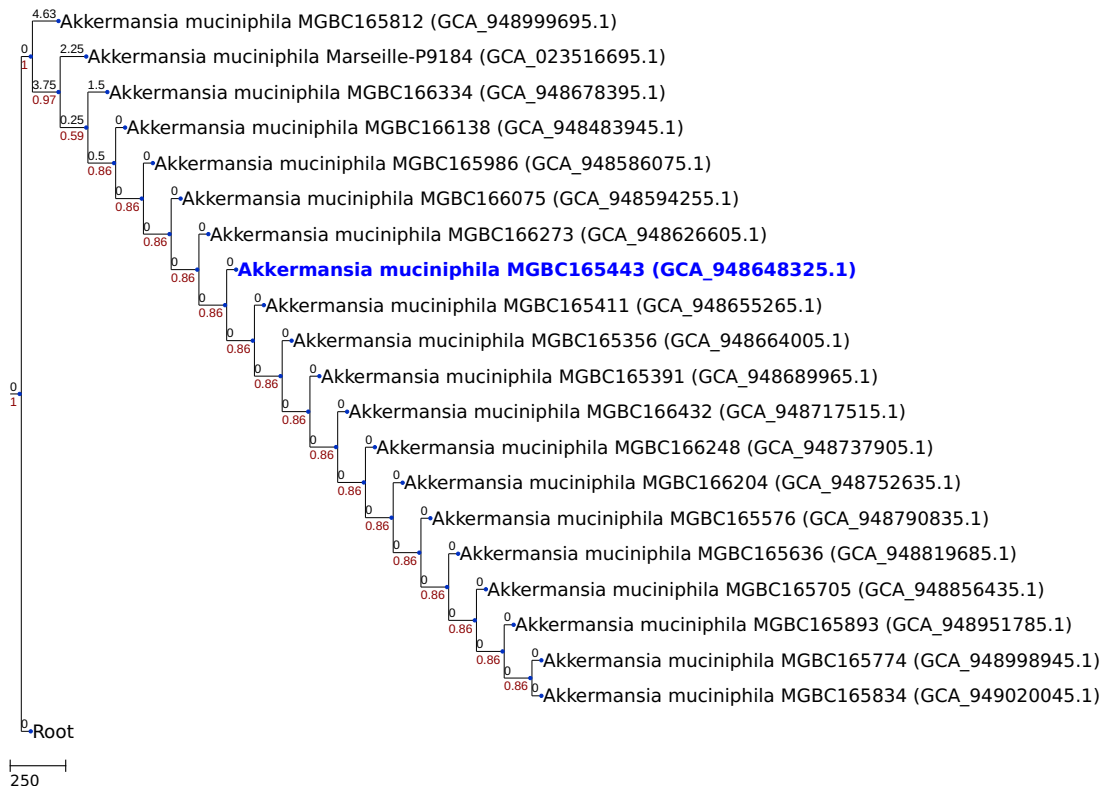 4.63 Akkermansia muciniphila MGBC165812 (GCA_948999695.1)
0
1
2.25 Akkermansia muciniphila Marseille-P9184 (GCA_023516695.1)
3.75
0.97
1.5 Akkermansia muciniphila MGBC166334 (GCA_948678395.1)
0.25
0.59
0 Akkermansia muciniphila MGBC166138 (GCA_948483945.1)
0.5
0.86
0 Akkermansia muciniphila MGBC165986 (GCA_948586075.1)
0
0.86
0 Akkermansia muciniphila MGBC166075 (GCA_948594255.1)
0
0.86
0 Akkermansia muciniphila MGBC166273 (GCA_948626605.1)
0
0.86
0 Akkermansia muciniphila MGBC165443 (GCA_948648325.1)
0
0.86
0 Akkermansia muciniphila MGBC165411 (GCA_948655265.1)
0
0.86
0 Akkermansia muciniphila MGBC165356 (GCA_948664005.1)
0
0.86
0 Akkermansia muciniphila MGBC165391 (GCA_948689965.1)
0
1
0
0.86
0 Akkermansia muciniphila MGBC166432 (GCA_948717515.1)
0
0.86
0 Akkermansia muciniphila MGBC166248 (GCA_948737905.1)
0
0.86
0 Akkermansia muciniphila MGBC166204 (GCA_948752635.1)
0
0.86
0 Akkermansia muciniphila MGBC165576 (GCA_948790835.1)
0
0.86
0 Akkermansia muciniphila MGBC165636 (GCA_948819685.1)
0
0.86
0 Akkermansia muciniphila MGBC165705 (GCA_948856435.1)
0
0.86
0 Akkermansia muciniphila MGBC165893 (GCA_948951785.1)
0
0.86
0 Akkermansia muciniphila MGBC165774 (GCA_948998945.1)
0
0.86
0 Akkermansia muciniphila MGBC165834 (GCA_949020045.1)
0 Root
250